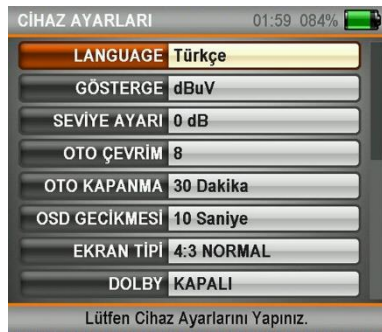 CİHAZ AYARLARI 01:59 084%
LANGUAGE Türkçe
GÖSTERGE dBuV
SEVİYE AYARI 0 dB
OTO ÇEVRİM 8
OTO KAPANMA 30 Dakika
OSD GECİKMESİ 10 Saniye
EKRAN TİPİ 4:3 NORMAL
DOLBY KAPALI
Lütfen Cihaz Ayarlarını Yapınız.